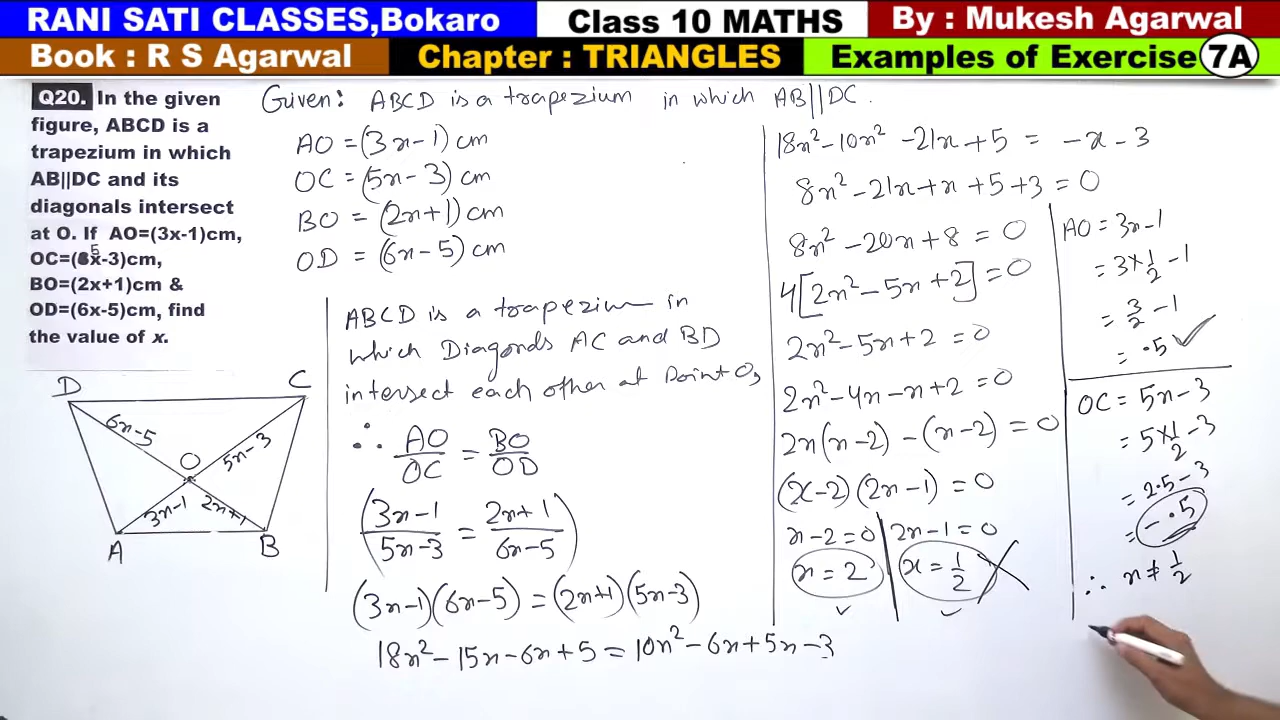 RANI SATI CLASSES,Bokaro
Class 10 MATHS
By : Mukesh Agarwal
Book : R S Agarwal
Chapter : TRIANGLES
Examples of Exercise 7A
Q20. In the given
figure, ABCD is a
trapezium in which
AB||DC and its
diagonals intersect
at O. If AO=(3x-1)cm,
OC=(5x-3)cm,
BO=(2x+1)cm &
OD=(6x-5)cm, find
the value of x.
D
C
6x-5
O
5x-3
3x-1
2x+1
A
B
Given: ABCD is a trapezium in which AB||DC.
AO = (3x-1) cm
OC = (5x-3) cm
BO = (2x+1) cm
OD = (6x-5) cm
ABCD is a trapezium in
which Diagonds AC and BD
intersect each other at Point O,
∴ AO/OC = BO/OD
(3x-1/5x-3 = 2x+1/6x-5)
(3x-1)(6x-5) = (2x+1)(5x-3)
18x²-15x-6x+5 = 10x²-6x+5x-3
18x²-10x²-21x+5 = -x-3
8x²-21x+x+5+3 = 0
8x²-20x+8 = 0
4[2x²-5x+2] = 0
2x²-5x+2 = 0
2x²-4x-x+2 = 0
2x(x-2)-(x-2) = 0
(x-2)(2x-1) = 0
x-2=0
x=2
2x-1=0
x=1/2
AO = 3x-1
= 3×1/2-1
= 3/2-1
= .5
OC = 5x-3
= 5×1/2-3
= 2.5-3
= -.5
∴ x≠1/2